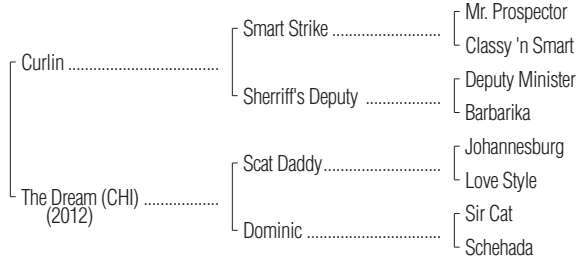 Mr. Prospector
Smart Strike ........................
Classy 'n Smart
Curlin ..................................
Deputy Minister
Sherriff's Deputy ................
Barbarika
Johannesburg
Scat Daddy..........................
Love Style
The Dream (CHI) .................
(2012)
Sir Cat
Dominic ..............................
Schehada